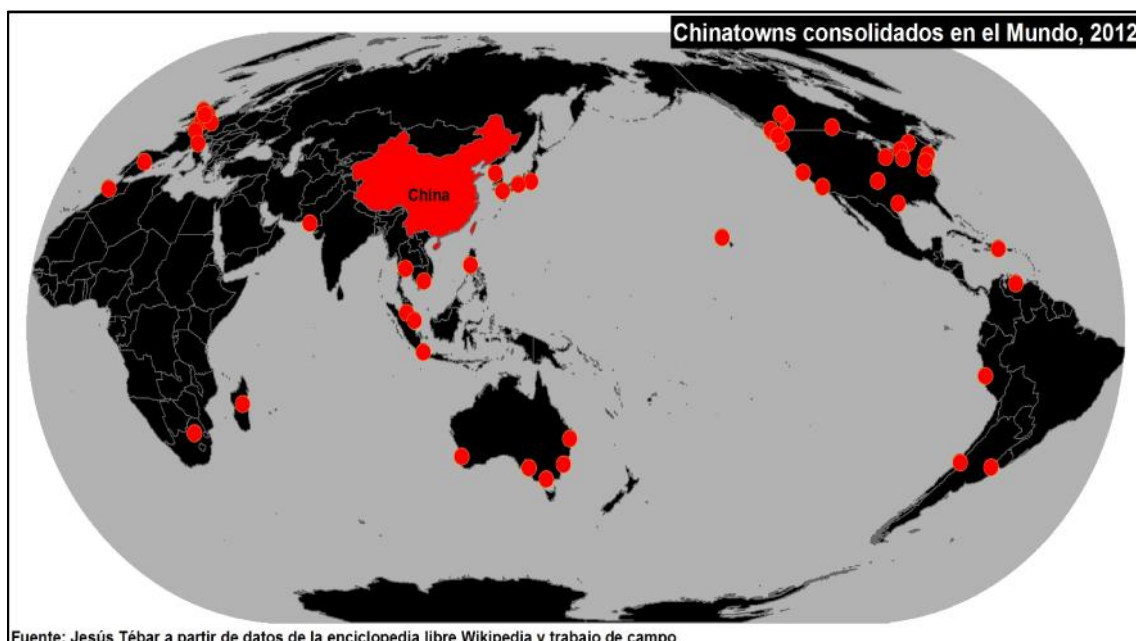 Chinatowns consolidados en el Mundo, 2012
China
Fuente: Jesús Tébar a partir de datos de la enciclopedia libre Wikipedia y trabajo de campo